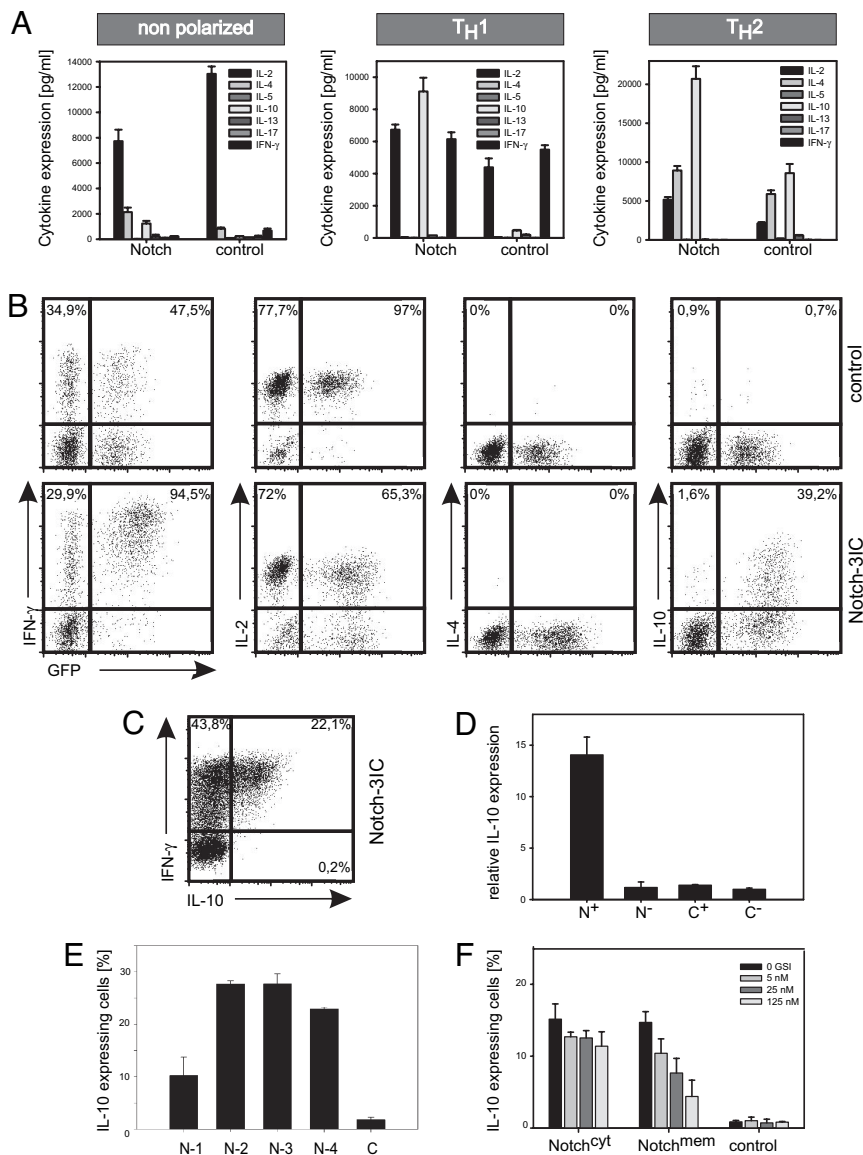 A
non polarized
Cytokine expression [pg/ml]
14000
12000
10000
8000
6000
4000
2000
0
IL-2
IL-4
IL-5
IL-10
IL-13
IL-17
IFN-γ
Notch
control
TH1
Cytokine expression [pg/ml]
10000
8000
6000
4000
2000
0
IL-2
IL-4
IL-5
IL-10
IL-13
IL-17
IFN-γ
Notch
control
TH2
Cytokine expression [pg/ml]
20000
15000
10000
5000
0
IL-2
IL-4
IL-5
IL-10
IL-13
IL-17
IFN-γ
Notch
control
B
34,9%
47,5%
77,7%
97%
0%
0%
0,9%
0,7%
control
29,9%
94,5%
72%
65,3%
0%
0%
1,6%
39,2%
IFN-γ
IL-2
IL-4
IL-10
Notch-3IC
GFP
C
43,8%
22,1%
0,2%
IFN-γ
IL-10
Notch-3IC
D
relative IL-10 expression
15
10
5
0
N+
N-
C+
C-
E
IL-10 expressing cells [%]
30
20
10
0
N-1
N-2
N-3
N-4
C
F
IL-10 expressing cells [%]
20
10
0
0 GSI
5 nM
25 nM
125 nM
Notchcyt
Notchmem
control